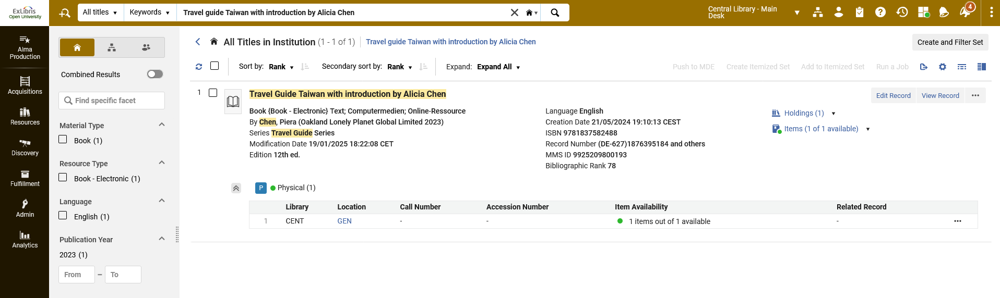 ExLibris
Open University
All titles
Keywords
Travel guide Taiwan with introduction by Alicia Chen
Central Library - Main
Desk
4
Alma
Production
Acquisitions
Resources
Discovery
Fulfillment
Admin
Analytics
Combined Results
Find specific facet
Material Type
Book (1)
Resource Type
Book - Electronic (1)
Language
English (1)
Publication Year
2023 (1)
From – To
All Titles in Institution (1 - 1 of 1) Travel guide Taiwan with introduction by Alicia Chen
Create and Filter Set
Sort by: Rank Secondary sort by: Rank Expand: Expand All
Push to MDE Create Itemized Set Add to Itemized Set Run a Job
1
Travel Guide Taiwan with introduction by Alicia Chen
Edit Record View Record
Book {Book - Electronic} Text; Computermedien; Online-Ressource
By Chen, Piera (Oakland Lonely Planet Global Limited 2023)
Series Travel Guide Series
Modification Date 19/01/2025 18:22:08 CET
Edition 12th ed.
Language English
Creation Date 21/05/2024 19:10:13 CEST
ISBN 9781837582488
Record Number (DE-627)1876395184 and others
MMS ID 9925209800193
Bibliographic Rank 78
Holdings (1)
Items (1 of 1 available)
P Physical (1)
Library Location Call Number Accession Number Item Availability Related Record
1 CENT GEN - - 1 items out of 1 available -